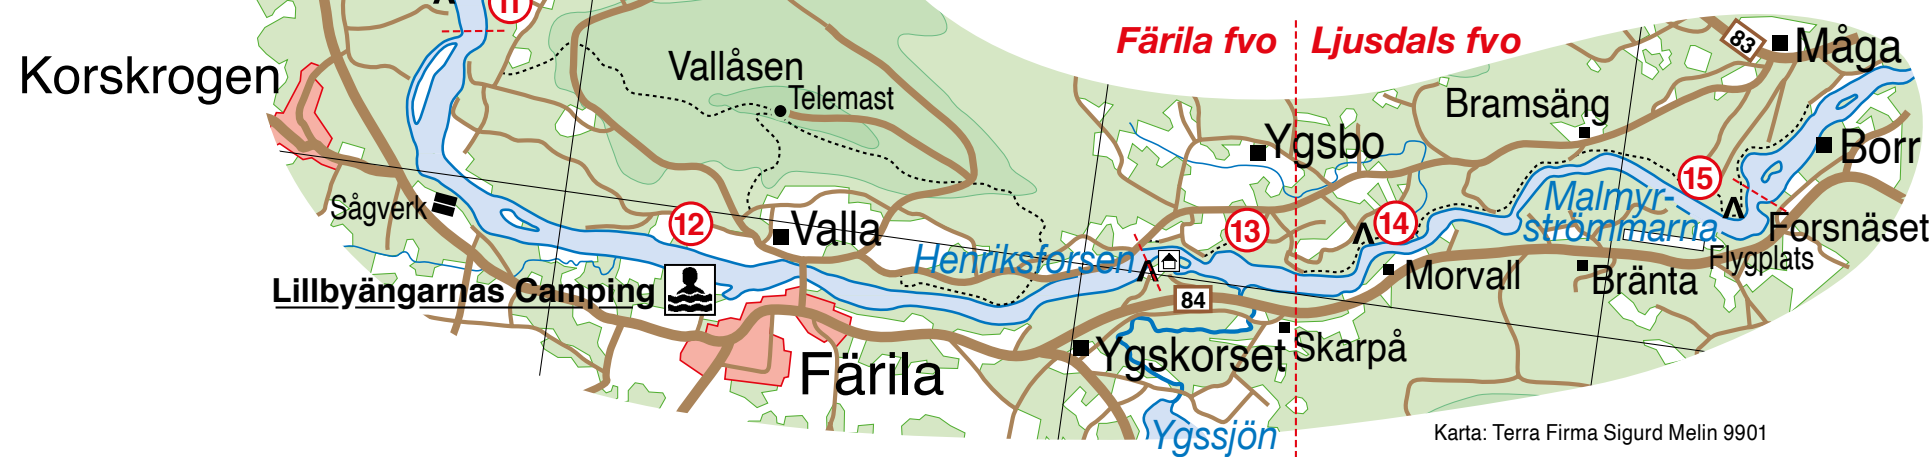 11
Färila fvo
Ljusdals fvo
83
Måga
Korskrogen
Vallåsen
Telemast
Bramsäng
Ygsbo
Borr
Sågverk
12
Valla
13
14
15
Malmyr-
strömmarna
Forsnäset
Henriksforsen
Flygplats
Lillbyängarnas Camping
84
Morvall
Bränta
Färila
Ygskorset
Skarpå
Ygssjön
Karta: Terra Firma Sigurd Melin 9901